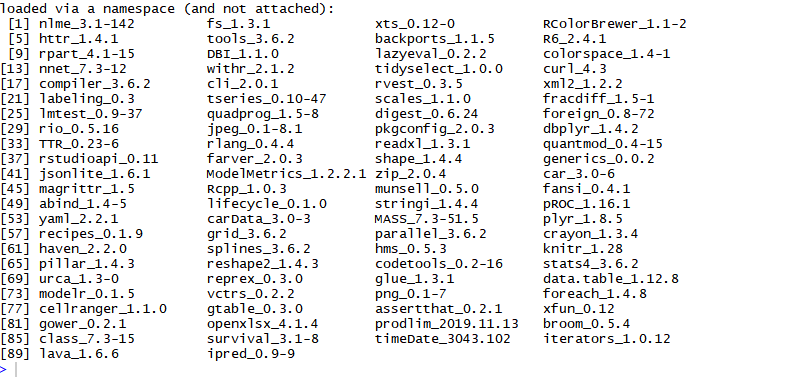 loaded via a namespace (and not attached):
[1] nlme_3.1-142 fs_1.3.1 xts_0.12-0 RColorBrewer_1.1-2
[5] httr_1.4.1 tools_3.6.2 backports_1.1.5 R6_2.4.1
[9] rpart_4.1-15 DBI_1.1.0 lazyeval_0.2.2 colorspace_1.4-1
[13] nnet_7.3-12 withr_2.1.2 tidyselect_1.0.0 curl_4.3
[17] compiler_3.6.2 cli_2.0.1 rvest_0.3.5 xml2_1.2.2
[21] labeling_0.3 tseries_0.10-47 scales_1.1.0 fracdiff_1.5-1
[25] lmtest_0.9-37 quadprog_1.5-8 digest_0.6.24 foreign_0.8-72
[29] rio_0.5.16 jpeg_0.1-8.1 pkgconfig_2.0.3 dbplyr_1.4.2
[33] TTR_0.23-6 rlang_0.4.4 readxl_1.3.1 quantmod_0.4-15
[37] rstudioapi_0.11 farver_2.0.3 shape_1.4.4 generics_0.0.2
[41] jsonlite_1.6.1 ModelMetrics_1.2.2.1 zip_2.0.4 car_3.0-6
[45] magrittr_1.5 Rcpp_1.0.3 munsell_0.5.0 fansi_0.4.1
[49] abind_1.4-5 lifecycle_0.1.0 stringi_1.4.4 pROC_1.16.1
[53] yaml_2.2.1 carData_3.0-3 MASS_7.3-51.5 plyr_1.8.5
[57] recipes_0.1.9 grid_3.6.2 parallel_3.6.2 crayon_1.3.4
[61] haven_2.2.0 splines_3.6.2 hms_0.5.3 knitr_1.28
[65] pillar_1.4.3 reshape2_1.4.3 codetools_0.2-16 stats4_3.6.2
[69] urca_1.3-0 reprex_0.3.0 glue_1.3.1 data.table_1.12.8
[73] modelr_0.1.5 vctrs_0.2.2 png_0.1-7 foreach_1.4.8
[77] cellranger_1.1.0 gtable_0.3.0 assertthat_0.2.1 xfun_0.12
[81] gower_0.2.1 openxlsx_4.1.4 prodlim_2019.11.13 broom_0.5.4
[85] class_7.3-15 survival_3.1-8 timeDate_3043.102 iterators_1.0.12
[89] lava_1.6.6 ipred_0.9-9
>